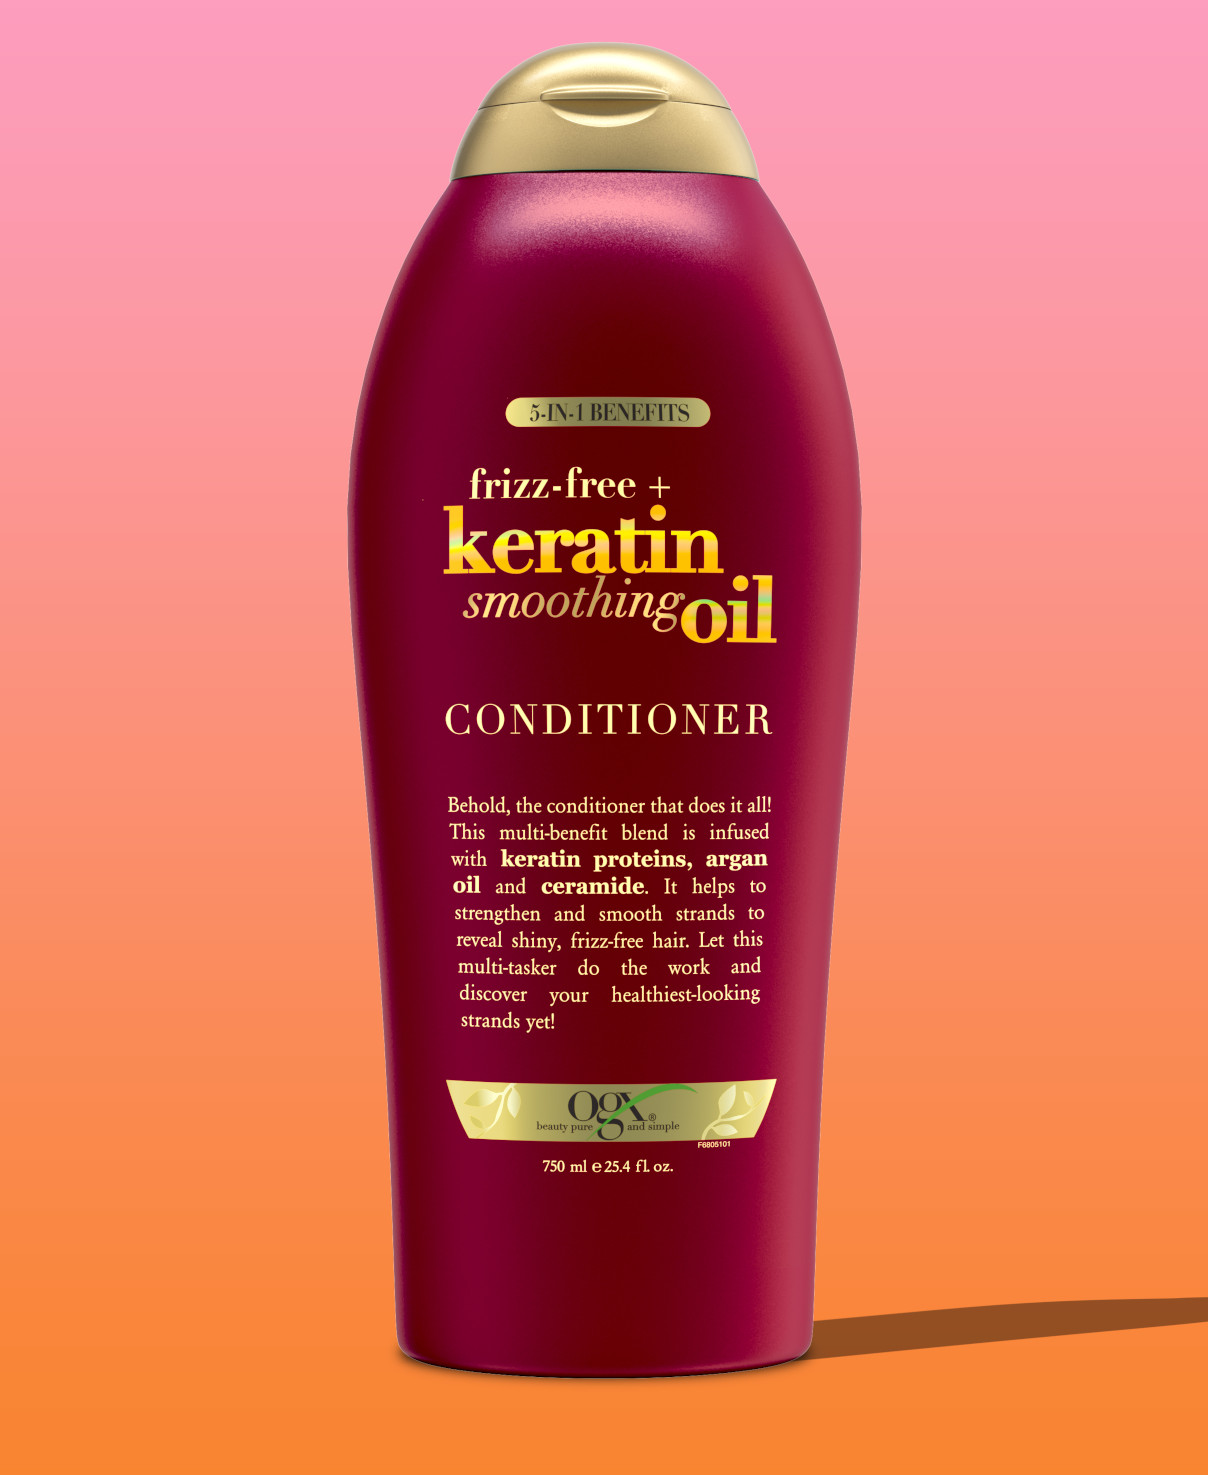 5-IN-1 BENEFITS
frizz-free +
keratin
smoothing oil
CONDITIONER
Behold, the conditioner that does it all!
This multi-benefit blend is infused
with keratin proteins, argan
oil and ceramide. It helps to
strengthen and smooth strands to
reveal shiny, frizz-free hair. Let this
multi-tasker do the work and
discover your healthiest-looking
strands yet!
ogx®
beauty pure and simple
F6805101
750 ml e 25.4 fl. oz.